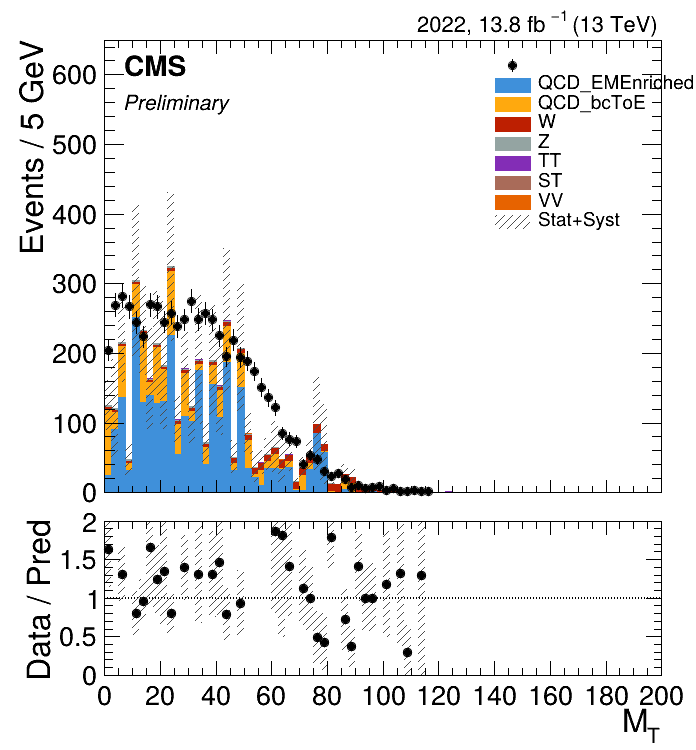 2022, 13.8 fb⁻¹ (13 TeV)
Events / 5 GeV
CMS
Preliminary
QCD_EMEnriched
QCD_bcToE
W
Z
TT
ST
VV
Stat+Syst
600
500
400
300
200
100
0
Data / Pred
2
1.5
1
0.5
0
0 20 40 60 80 100 120 140 160 180 200
M_T